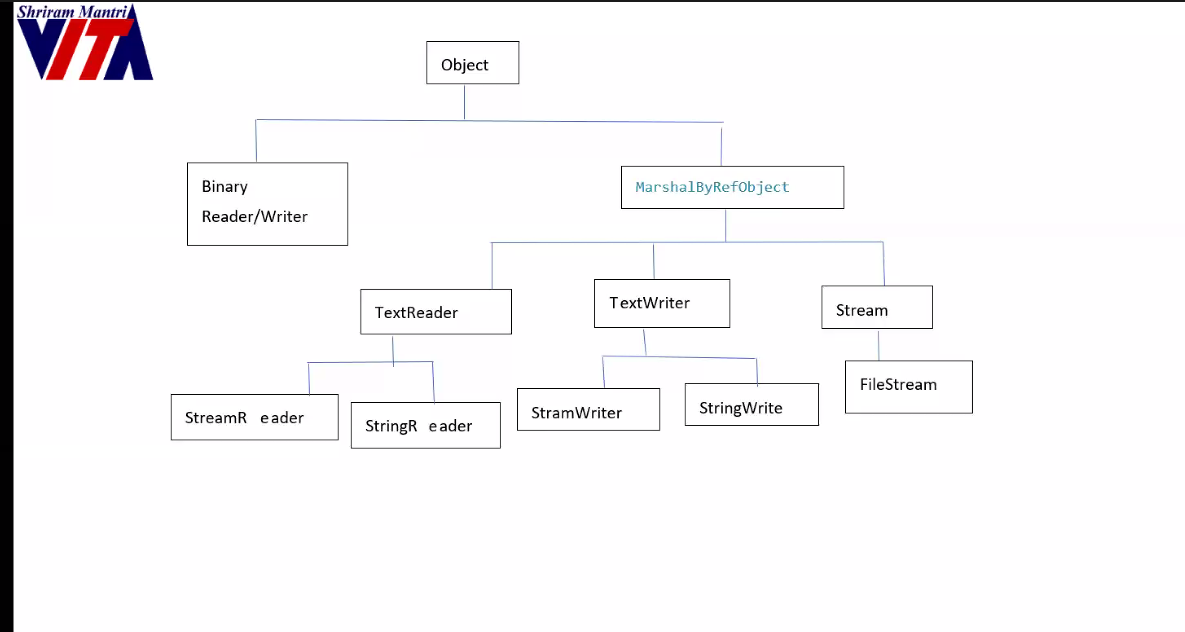 Shriram Mantri
VITA
Object
Binary
Reader/Writer
MarshalByRefObject
TextReader
TextWriter
Stream
FileStream
StreamR eader
StringR eader
StramWriter
StringWrite